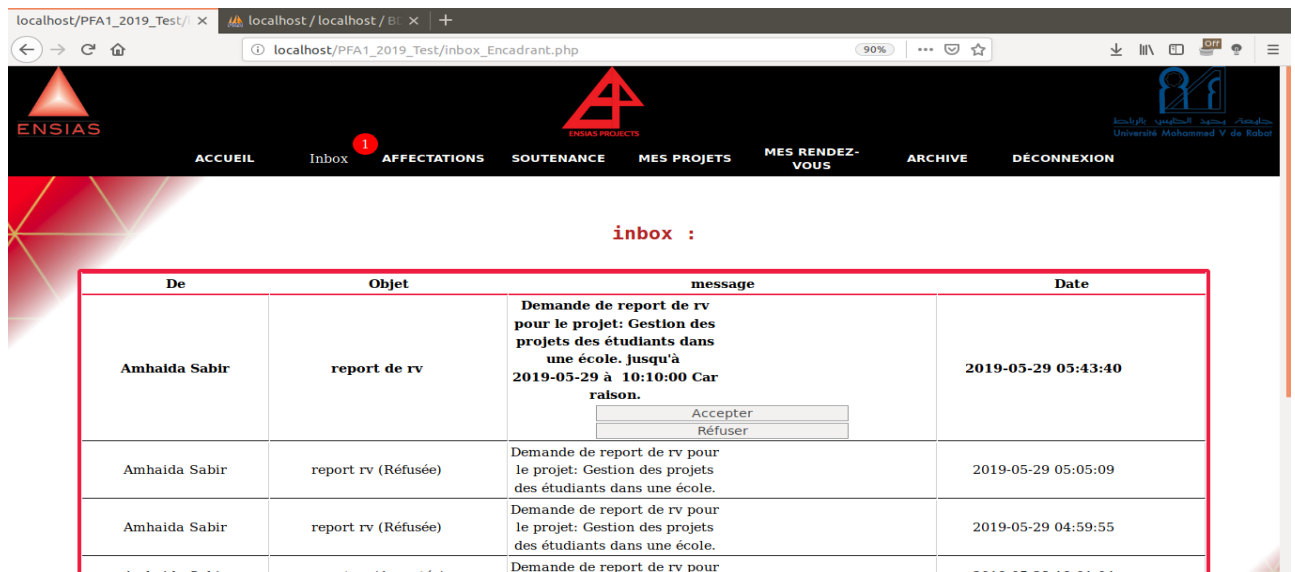 localhost/PFA1_2019_Test/
localhost / localhost / BD
localhost/PFA1_2019_Test/inbox_Encadrant.php
90%
Off
ENSIAS
ENSIAS PROJECTS
جامعة محمد الخامس بالرباط
Université Mohammed V de Rabat
ACCUEIL
Inbox
1
AFFECTATIONS
SOUTENANCE
MES PROJETS
MES RENDEZ-
VOUS
ARCHIVE
DÉCONNEXION
inbox :
De Objet message Date
Amhaida Sabir
report de rv
Demande de report de rv
pour le projet: Gestion des
projets des étudiants dans
une école. jusqu'à
2019-05-29 à 10:10:00 Car
raison.
Accepter
Réfuser
2019-05-29 05:43:40
Amhaida Sabir
report rv (Réfusée)
Demande de report de rv pour
le projet: Gestion des projets
des étudiants dans une école.
2019-05-29 05:05:09
Amhaida Sabir
report rv (Réfusée)
Demande de report de rv pour
le projet: Gestion des projets
des étudiants dans une école.
2019-05-29 04:59:55
Demande de report de rv pour